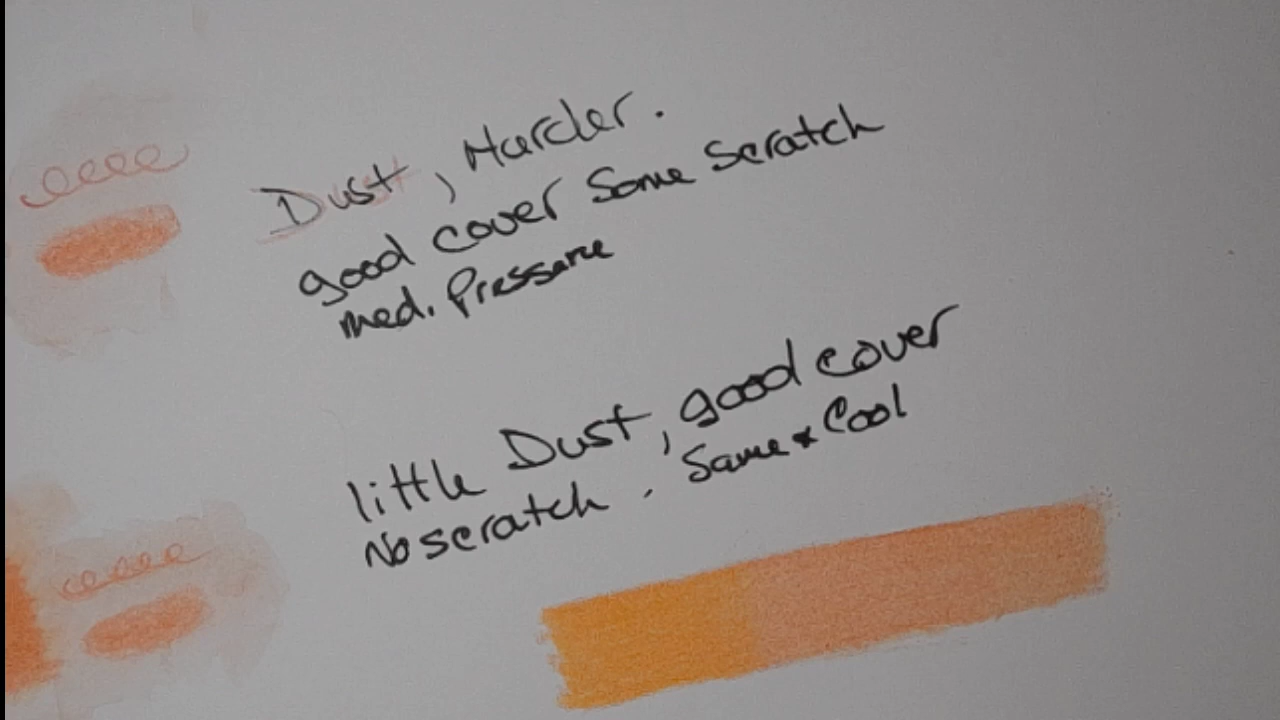 Dust, Harder.
good cover Some Scratch
med. Pressure
little Dust, good cover
No scratch. Same & Cool